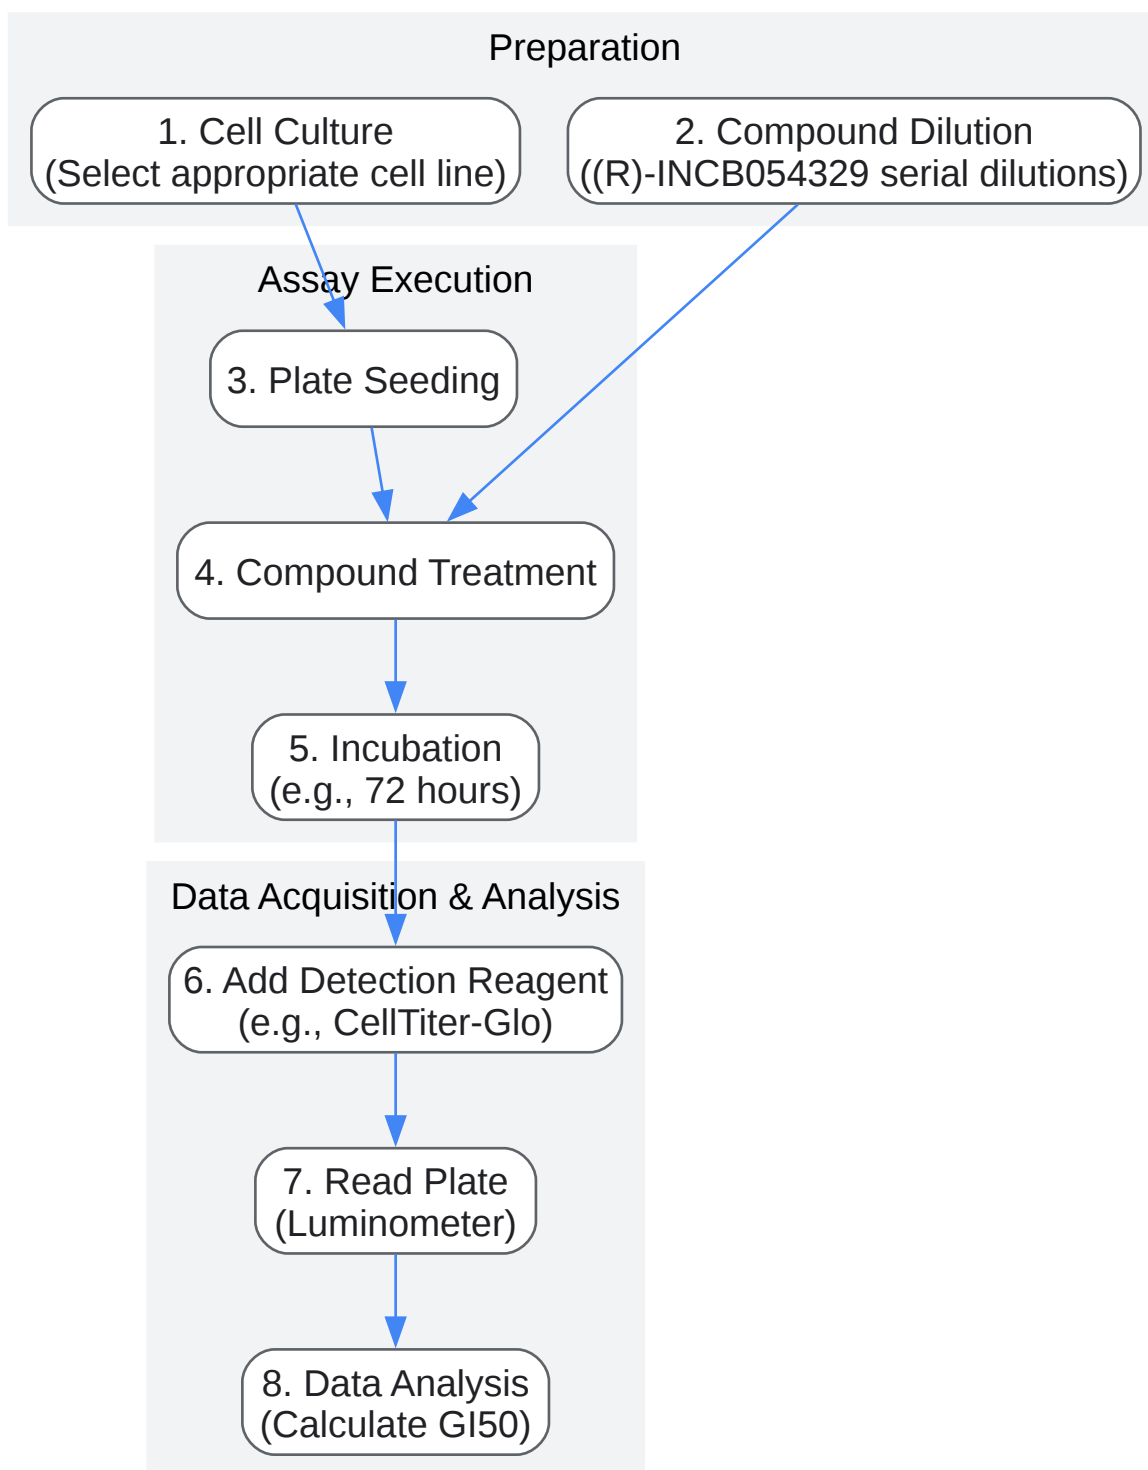 Preparation
1. Cell Culture
(Select appropriate cell line)
2. Compound Dilution
((R)-INCB054329 serial dilutions)
Assay Execution
3. Plate Seeding
4. Compound Treatment
5. Incubation
(e.g., 72 hours)
Data Acquisition & Analysis
6. Add Detection Reagent
(e.g., CellTiter-Glo)
7. Read Plate
(Luminometer)
8. Data Analysis
(Calculate GI50)